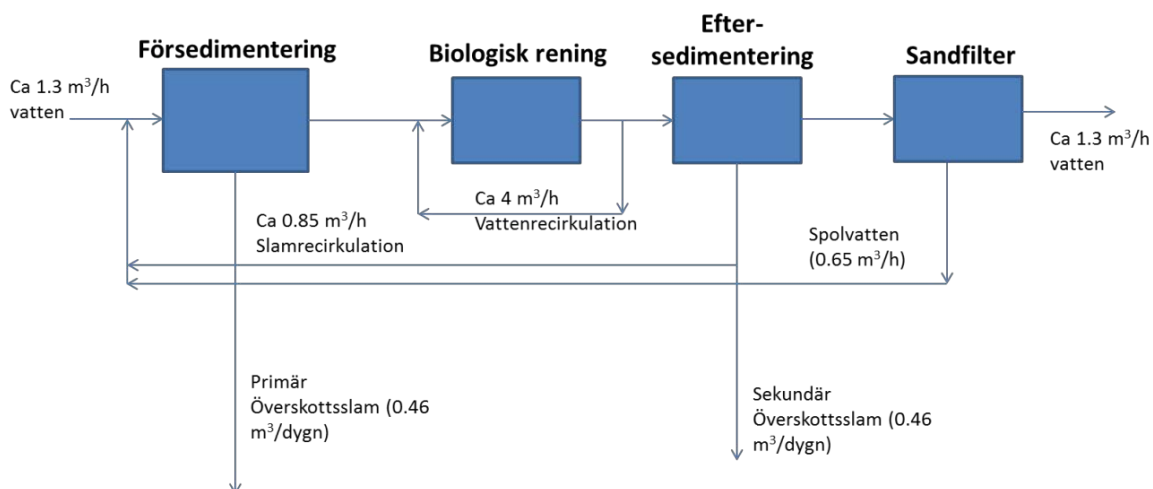 Försedimentering
Biologisk rening
Efter-
sedimentering
Sandfilter
Ca 1.3 m³/h
vatten
Ca 1.3 m³/h
vatten
Ca 4 m³/h
Vattenrecirkulation
Ca 0.85 m³/h
Slamrecirkulation
Spolvatten
(0.65 m³/h)
Primär
Överskottsslam (0.46
m³/dygn)
Sekundär
Överskottsslam (0.46
m³/dygn)